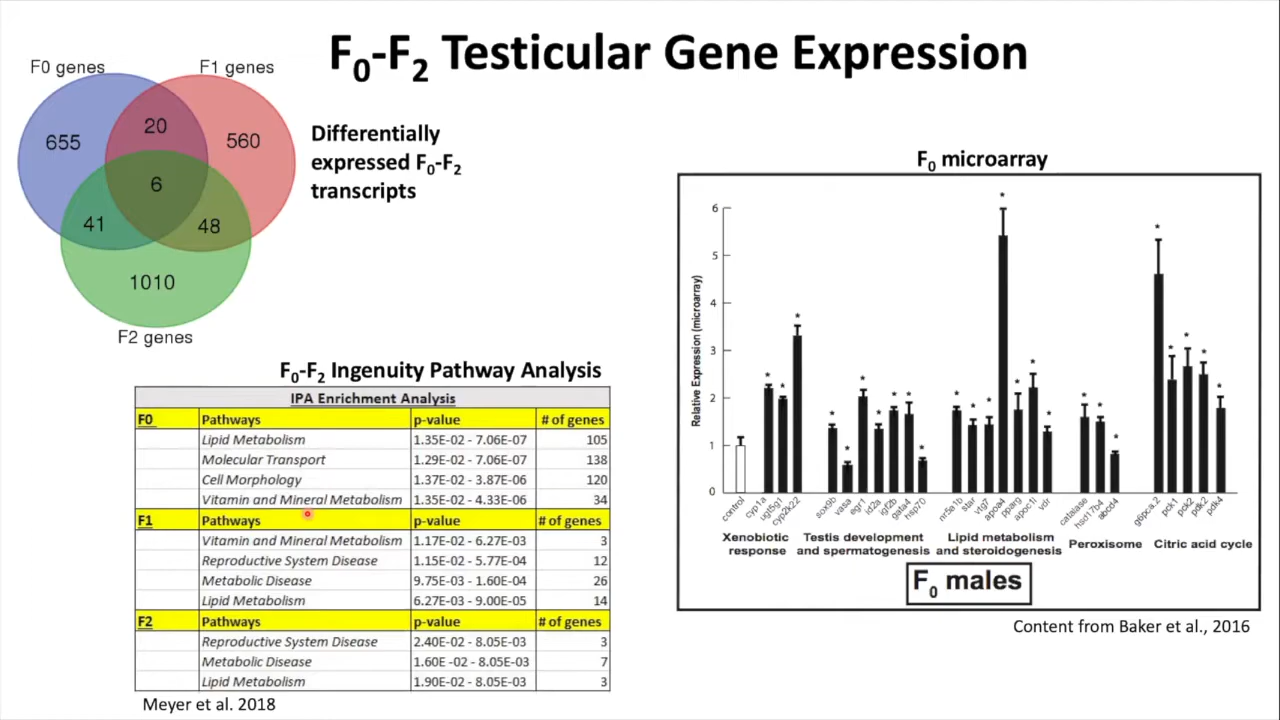 F0-F2 Testicular Gene Expression
F0 genes
F1 genes
655
20
560
6
41
48
1010
F2 genes
Differentially
expressed F0-F2
transcripts
F0-F2 Ingenuity Pathway Analysis
IPA Enrichment Analysis
F0 Pathways p-value # of genes
Lipid Metabolism 1.35E-02 - 7.06E-07 105
Molecular Transport 1.29E-02 - 7.06E-07 138
Cell Morphology 1.37E-02 - 3.87E-06 120
Vitamin and Mineral Metabolism 1.35E-02 - 4.33E-06 34
F1 Pathways p-value # of genes
Vitamin and Mineral Metabolism 1.17E-02 - 6.27E-03 3
Reproductive System Disease 1.15E-02 - 5.77E-04 12
Metabolic Disease 9.75E-03 - 1.60E-04 26
Lipid Metabolism 6.27E-03 - 9.00E-05 14
F2 Pathways p-value # of genes
Reproductive System Disease 2.40E-02 - 8.05E-03 3
Metabolic Disease 1.60E -02 - 8.05E-03 7
Lipid Metabolism 1.90E-02 - 8.05E-03 3
Meyer et al. 2018
F0 microarray
Relative Expression (microarray)
6
5
4
3
2
1
0
* * * * * * * * * * * * * * * * * * * * * * * * *
control
cyp1a
ugt5g1
cyp2k22
sox9b
vasa
egr1
id2a
igf2b
gata4
hsp70
nr5a1b
star
vtg7
apoa4
pparg
apoc1l
vdr
catalase
hsd17b4
abcd4
g6pca.2
pck1
pck2
pdk2
pdk4
Xenobiotic
response
Testis development
and spermatogenesis
Lipid metabolism
and steroidogenesis
Peroxisome
Citric acid cycle
F0 males
Content from Baker et al., 2016